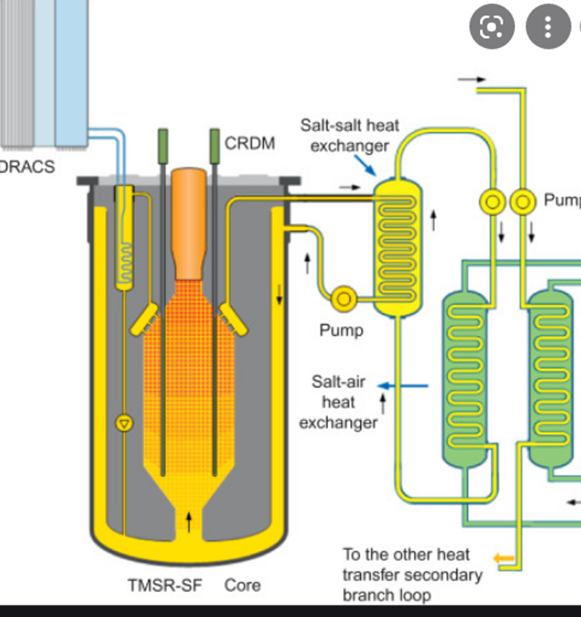 DRACS
CRDM
Salt-salt heat
exchanger
Pump
Salt-air
heat
exchanger
To the other heat
transfer secondary
branch loop
TMSR-SF Core